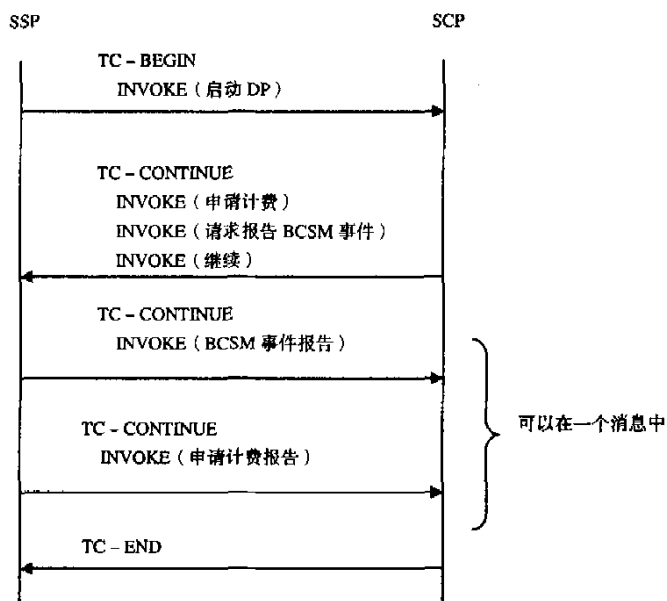 SSP
SCP
TC – BEGIN
INVOKE（启动 DP）
TC – CONTINUE
INVOKE（申请计费）
INVOKE（请求报告 BCSM 事件）
INVOKE（继续）
TC – CONTINUE
INVOKE（BCSM 事件报告）
可以在一个消息中
TC – CONTINUE
INVOKE（申请计费报告）
TC – END